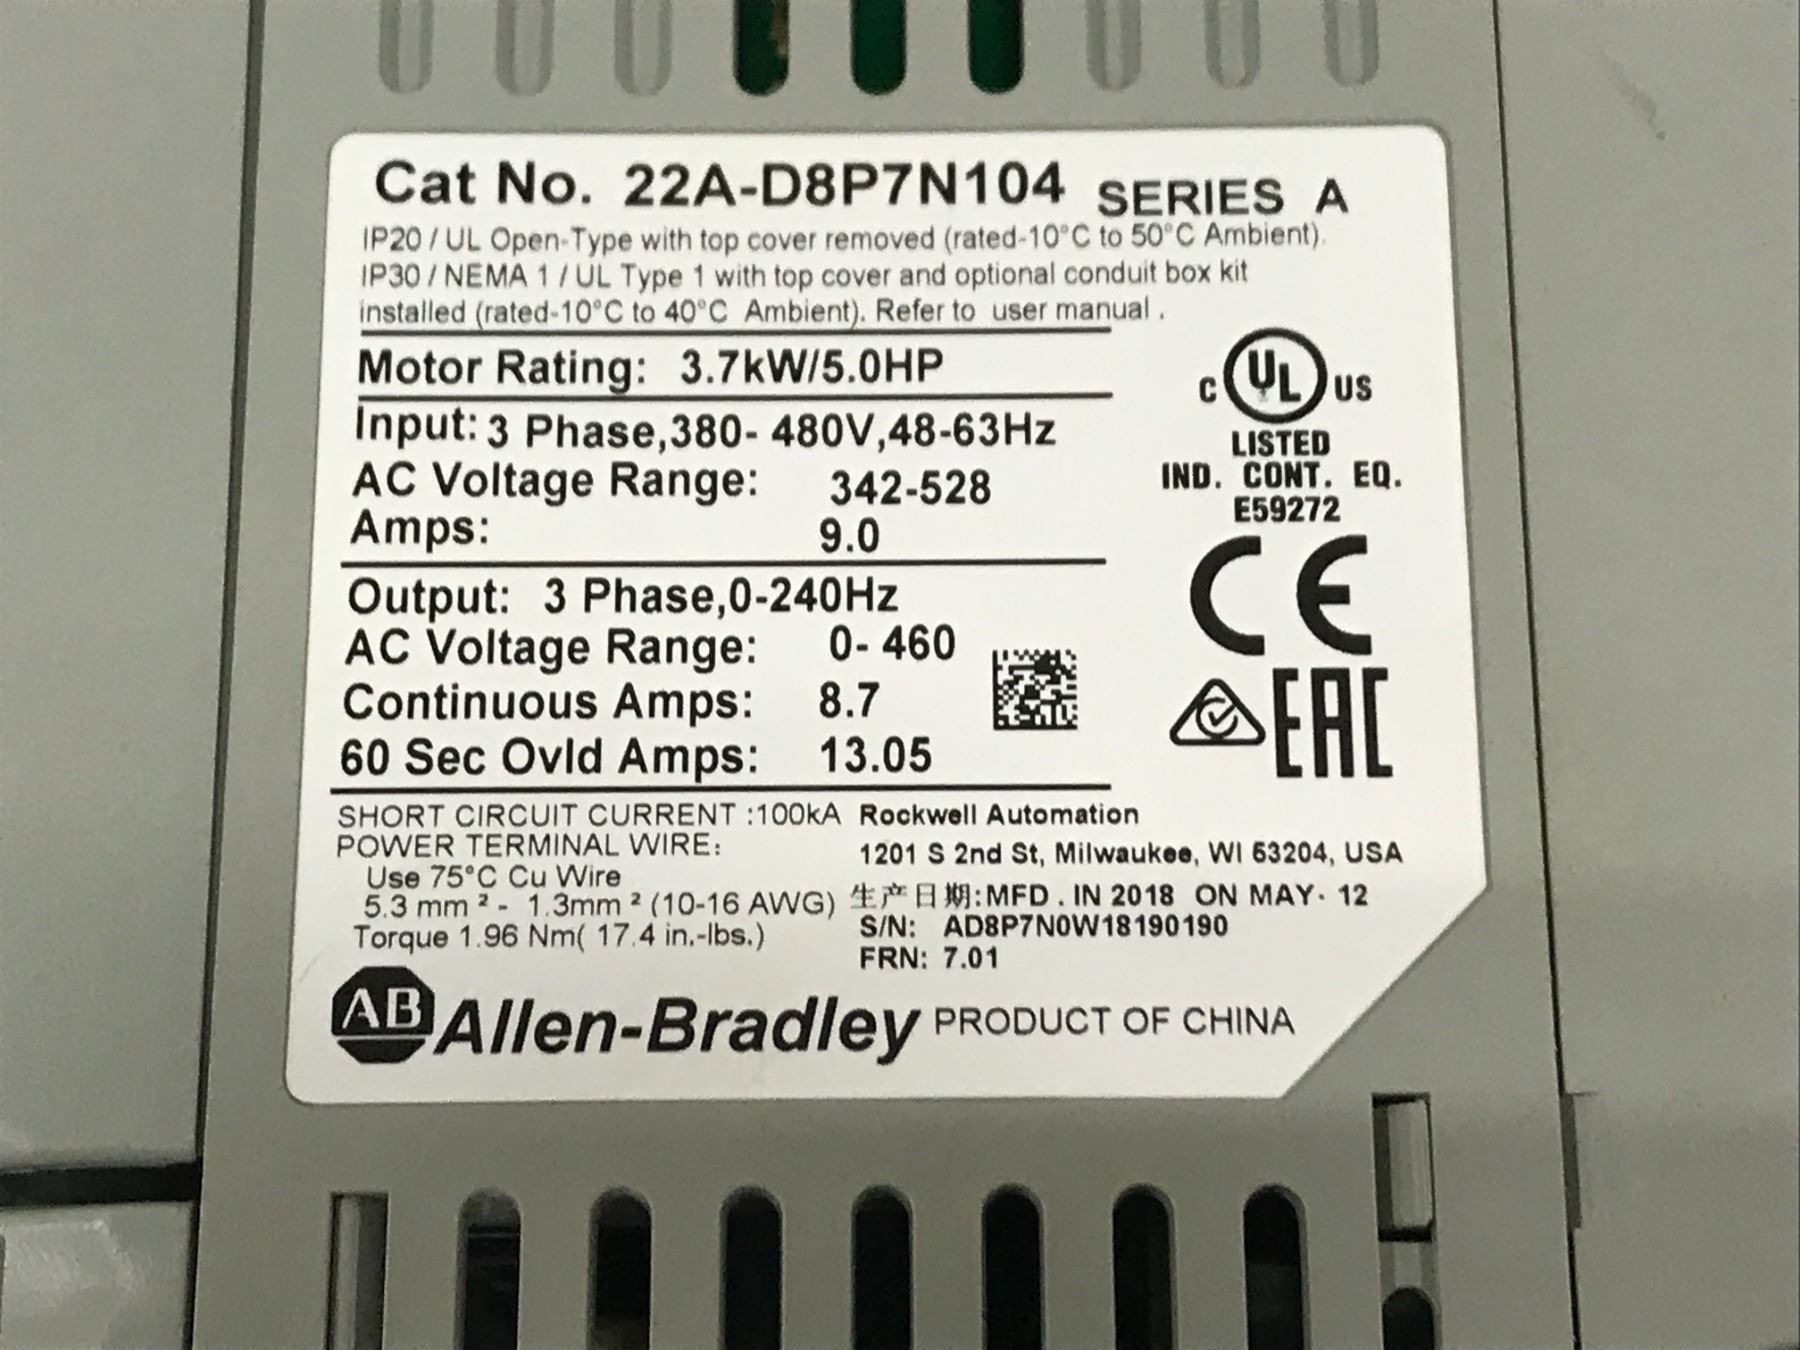 Cat No. 22A-D8P7N104 SERIES A
IP20 / UL Open-Type with top cover removed (rated-10°C to 50°C Ambient).
IP30 / NEMA 1 / UL Type 1 with top cover and optional conduit box kit
installed (rated-10°C to 40°C Ambient). Refer to user manual .
Motor Rating: 3.7kW/5.0HP
Input: 3 Phase,380- 480V,48-63Hz
AC Voltage Range: 342-528
Amps: 9.0
Output: 3 Phase,0-240Hz
AC Voltage Range: 0- 460
Continuous Amps: 8.7
60 Sec Ovld Amps: 13.05
C UL US
LISTED
IND. CONT. EQ.
E59272
CE
EAC
SHORT CIRCUIT CURRENT :100kA
POWER TERMINAL WIRE:
Use 75°C Cu Wire
5.3 mm ² - 1.3mm ² (10-16 AWG)
Torque 1.96 Nm( 17.4 in.-lbs.)
Rockwell Automation
1201 S 2nd St, Milwaukee, WI 53204, USA
生产日期:MFD . IN 2018 ON MAY. 12
S/N: AD8P7N0W18190190
FRN: 7.01
AB Allen-Bradley PRODUCT OF CHINA